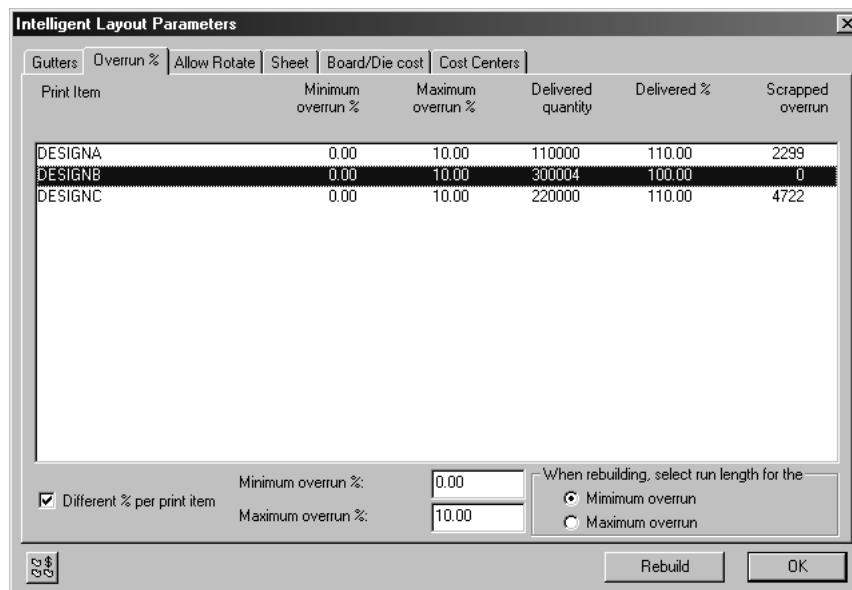 Intelligent Layout Parameters
Gutters Overrun % Allow Rotate Sheet Board/Die cost Cost Centers
Print Item Minimum overrun % Maximum overrun % Delivered quantity Delivered % Scrapped overrun
DESIGNA 0.00 10.00 110000 110.00 2299
DESIGNB 0.00 10.00 300004 100.00 0
DESIGNC 0.00 10.00 220000 110.00 4722
Different % per print item
Minimum overrun %: 0.00
Maximum overrun %: 10.00
When rebuilding, select run length for the
Mimimum overrun
Maximum overrun
Rebuild OK